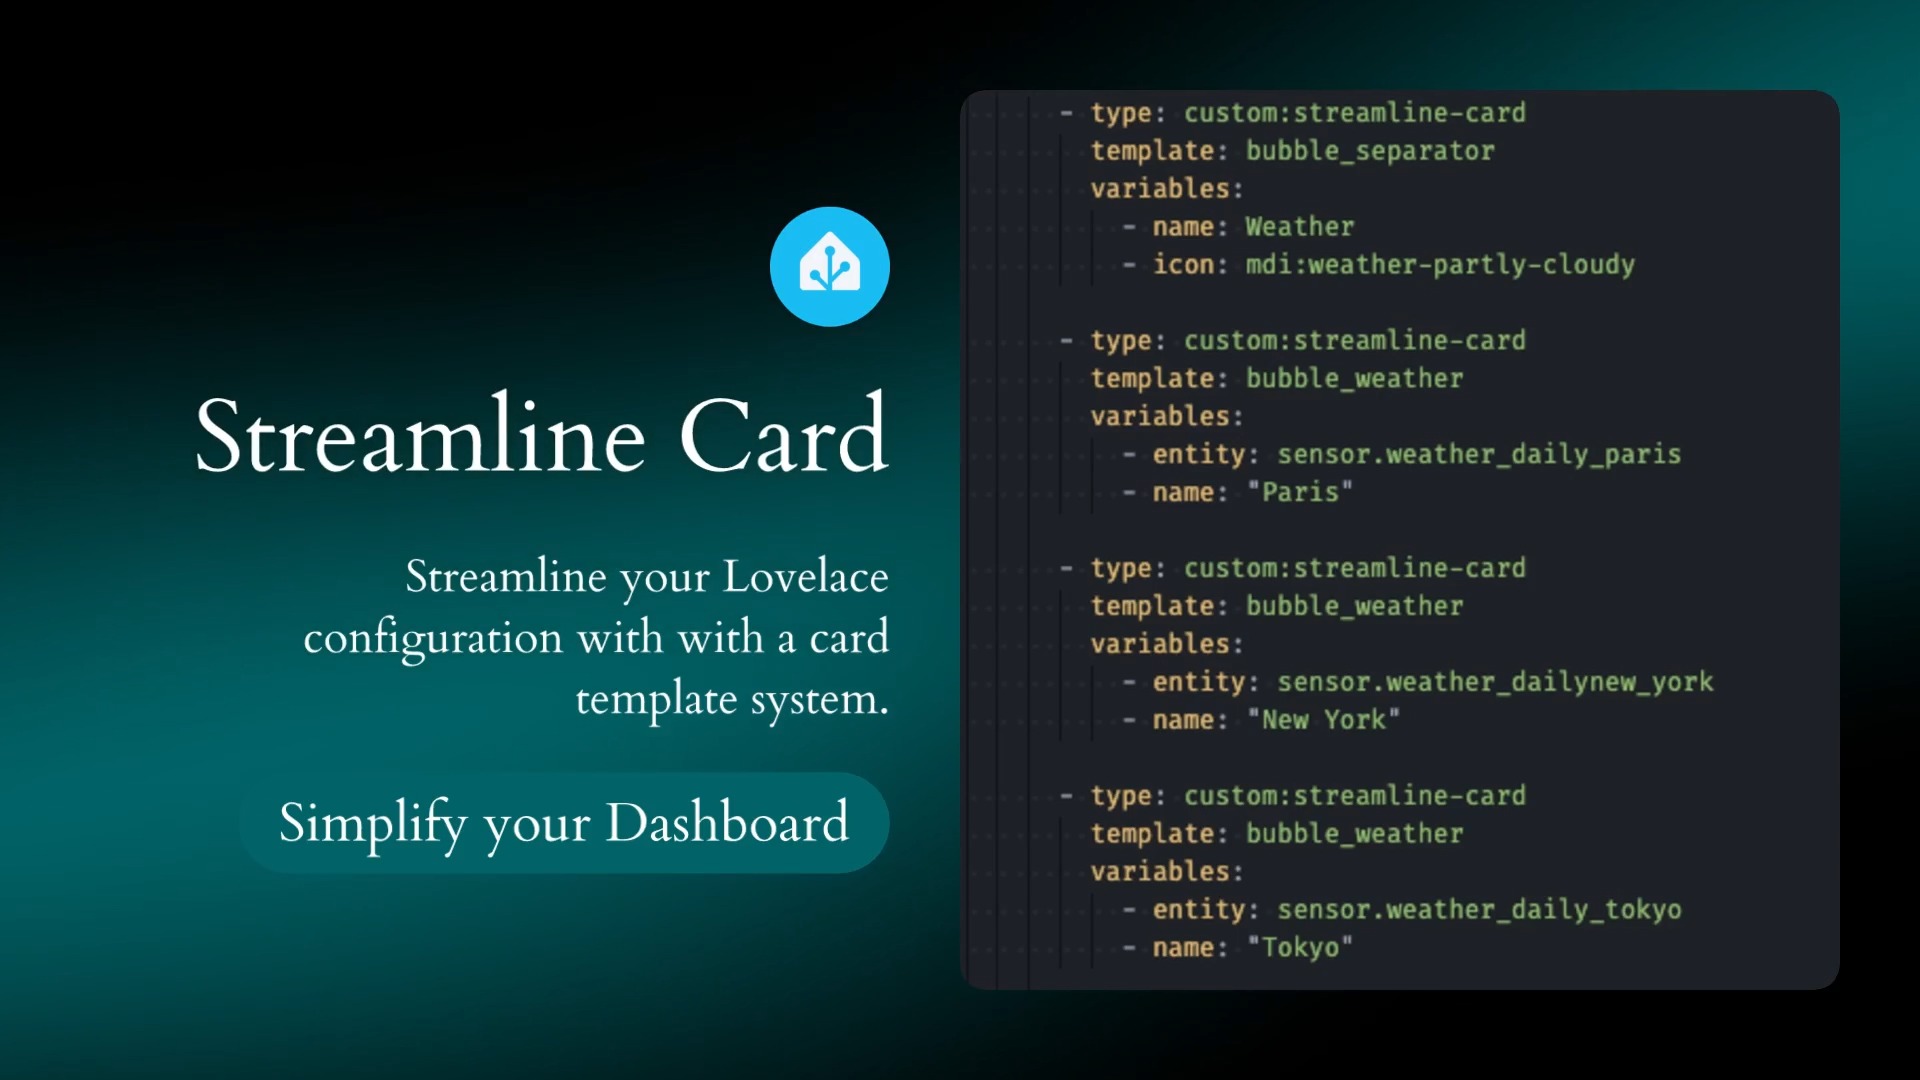 Streamline Card
Streamline your Lovelace
configuration with with a card
template system.
Simplify your Dashboard
- type: custom:streamline-card
template: bubble_separator
variables:
- name: Weather
- icon: mdi:weather-partly-cloudy
- type: custom:streamline-card
template: bubble_weather
variables:
- entity: sensor.weather_daily_paris
- name: "Paris"
- type: custom:streamline-card
template: bubble_weather
variables:
- entity: sensor.weather_dailynew_york
- name: "New York"
- type: custom:streamline-card
template: bubble_weather
variables:
- entity: sensor.weather_daily_tokyo
- name: "Tokyo"